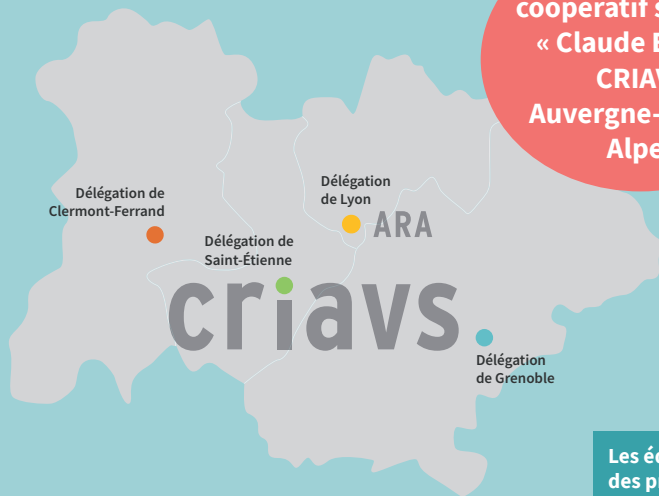 coopératif s
« Claude
CRIAV
Auvergne-
Alpe
Délégation
de Lyon
Délégation de
Clermont-Ferrand
ARA
Délégation de
Saint-Étienne
criavs
Délégation
de Grenoble
Les éq
des p